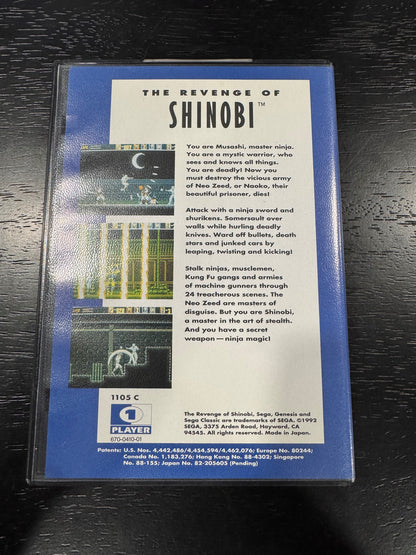 THE REVENGE OF
SHINOBI™
You are Musashi, master ninja.
You are a mystic warrior, who
sees and knows all things.
You are deadly! Now you
must destroy the vicious army
of Neo Zeed, or Naoko, their
beautiful prisoner, dies!
Attack with a ninja sword and
shurikens. Somersault over
walls while hurling deadly
knives. Ward off bullets, death
stars and junked cars by
leaping, twisting and kicking!
Stalk ninjas, musclemen,
Kung Fu gangs and armies
of machine gunners through
24 treacherous scenes. The
Neo Zeed are masters of
disguise. But you are Shinobi,
a master in the art of stealth.
And you have a secret
weapon — ninja magic!
1105 C
1
PLAYER
670-0410-01
The Revenge of Shinobi, Sega, Genesis and
Sega Classic are trademarks of SEGA. ©1992
SEGA, 3375 Arden Road, Hayward, CA
94545. All rights reserved. Made in Japan.
Patents: U.S. Nos. 4,442,486/4,454,594/4,462,076; Europe No. 80244;
Canada No. 1,183,276; Hong Kong No. 88-4302; Singapore
No. 88-155; Japan No. 82-205605 (Pending)